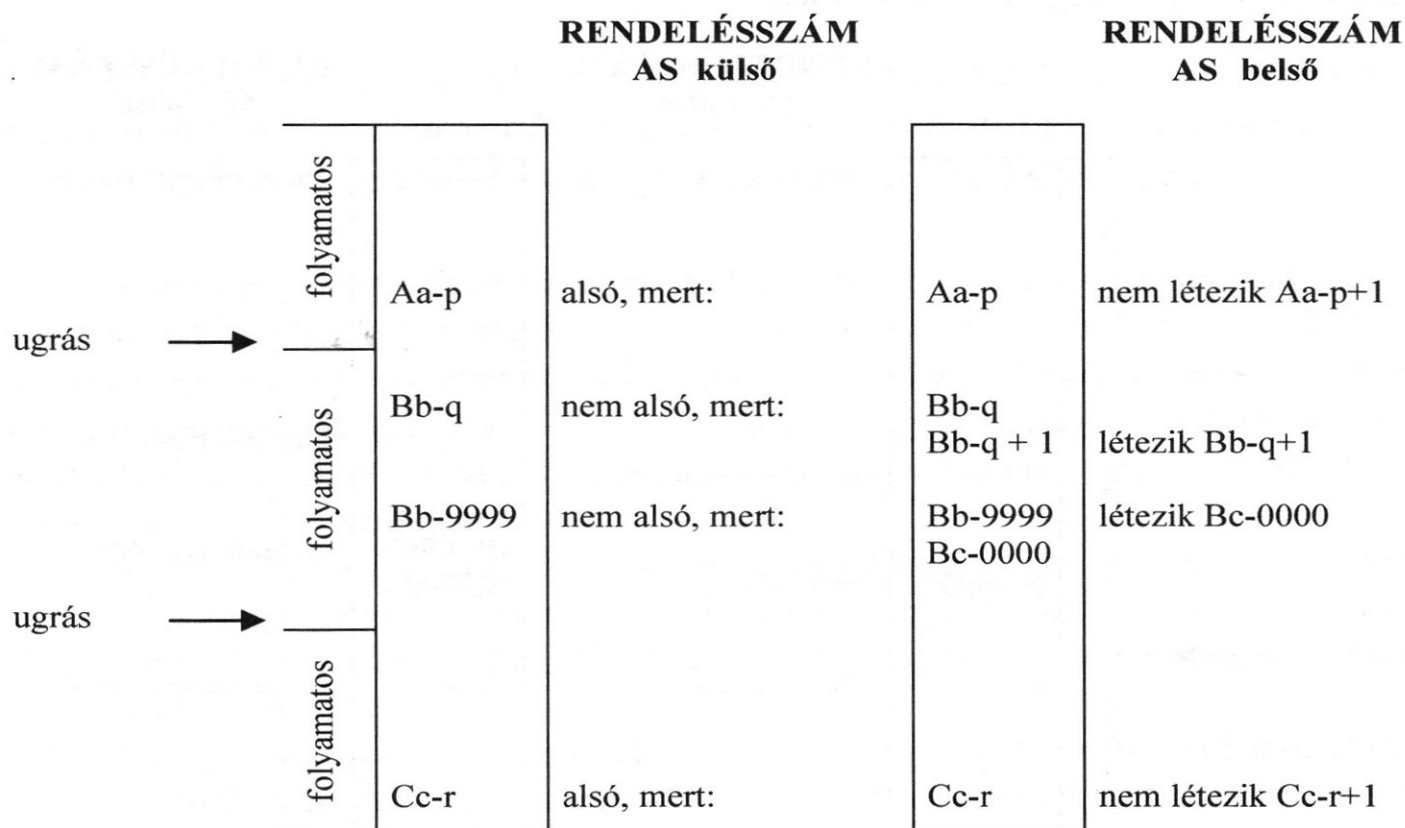 RENDELÉSSZÁM RENDELÉSSZÁM
AS külső AS belső
folyamatos
Aa-p alsó, mert: Aa-p nem létezik Aa-p+1
ugrás
folyamatos
Bb-q nem alsó, mert: Bb-q
Bb-q + 1 létezik Bb-q+1
Bb-9999 nem alsó, mert: Bb-9999 létezik Bc-0000
Bc-0000
ugrás
folyamatos
Cc-r alsó, mert: Cc-r nem létezik Cc-r+1